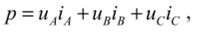 p = u_A i_A + u_B i_B + u_C i_C ,